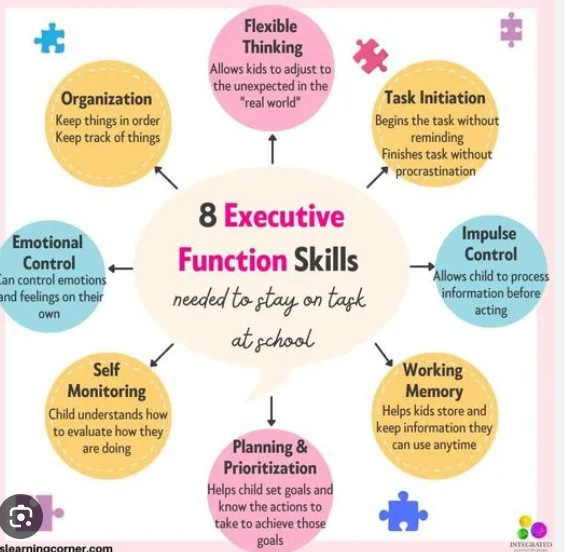 8 Executive
Function Skills
needed to stay on task
at school
Flexible
Thinking
Allows kids to adjust to
the unexpected in the
"real world"
Task Initiation
Begins the task without
reminding
Finishes task without
procrastination
Impulse
Control
Allows child to process
information before
acting
Working
Memory
Helps kids store and
keep information they
can use anytime
Planning &
Prioritization
Helps child set goals and
know the actions to
take to achieve those
goals
Self
Monitoring
Child understands how
to evaluate how they
are doing
Emotional
Control
Can control emotions
and feelings on their
own
Organization
Keep things in order
Keep track of things
slearningcorner.com
INTEGRATED